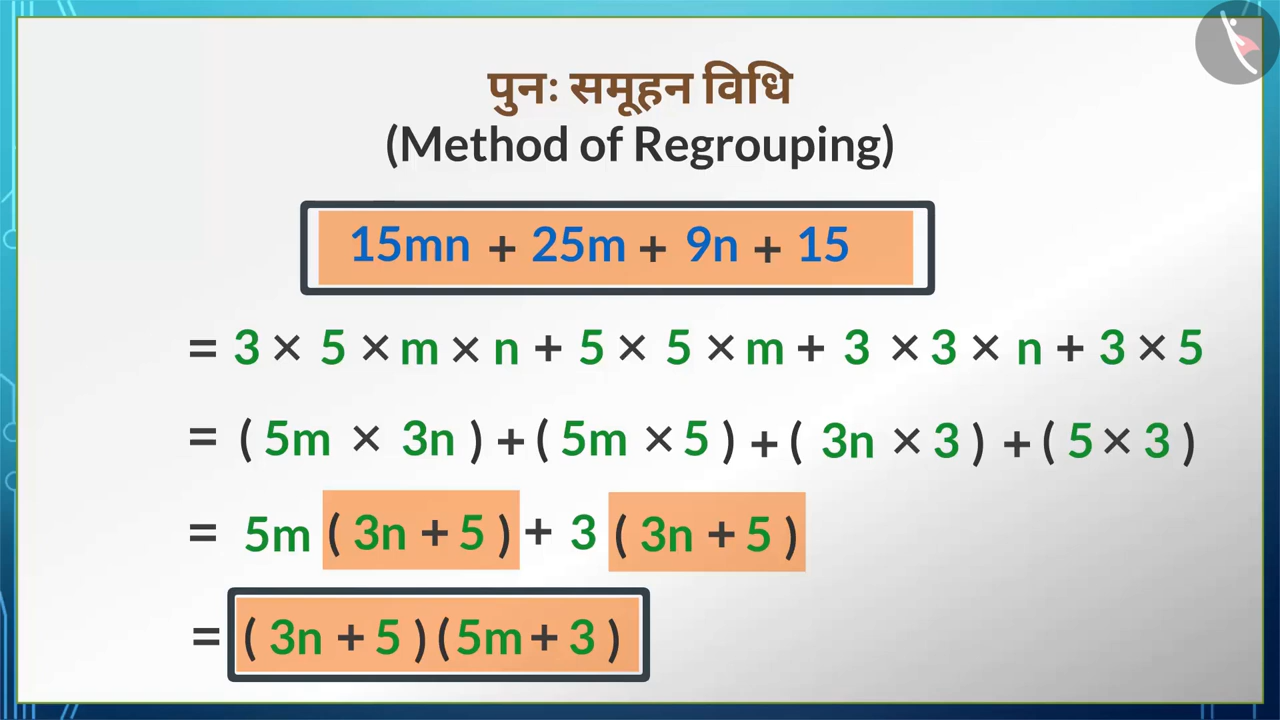 पुनः समूहन विधि
(Method of Regrouping)
15mn + 25m + 9n + 15
= 3 × 5 × m × n + 5 × 5 × m + 3 × 3 × n + 3 × 5
= ( 5m × 3n ) + ( 5m × 5 ) + ( 3n × 3 ) + ( 5 × 3 )
= 5m ( 3n + 5 ) + 3 ( 3n + 5 )
= ( 3n + 5 ) ( 5m + 3 )